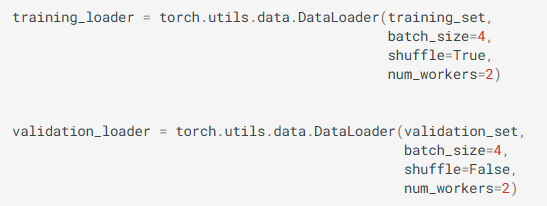 training_loader = torch.utils.data.DataLoader(training_set,
batch_size=4,
shuffle=True,
num_workers=2)
validation_loader = torch.utils.data.DataLoader(validation_set,
batch_size=4,
shuffle=False,
num_workers=2)